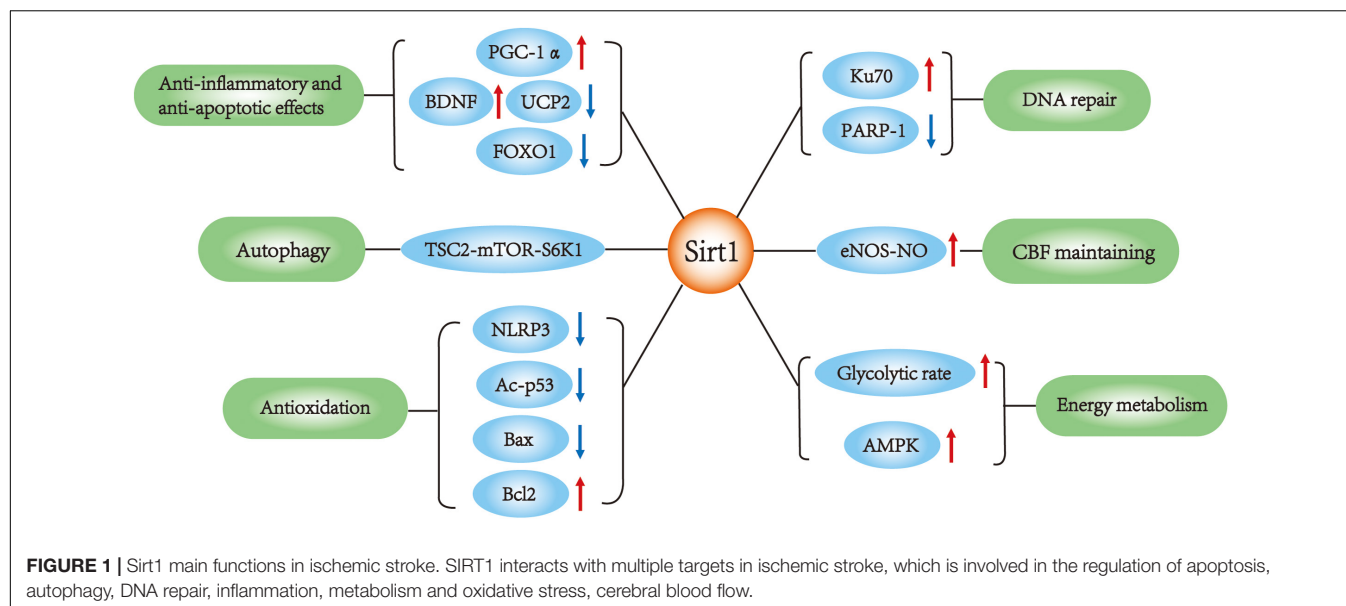 Anti-inflammatory and
anti-apoptotic effects
PGC-1 α
BDNF
UCP2
FOXO1
Autophagy
TSC2-mTOR-S6K1
Antioxidation
NLRP3
Ac-p53
Bax
Bcl2
Sirt1
Ku70
PARP-1
DNA repair
eNOS-NO
CBF maintaining
Glycolytic rate
AMPK
Energy metabolism
FIGURE 1 | Sirt1 main functions in ischemic stroke. SIRT1 interacts with multiple targets in ischemic stroke, which is involved in the regulation of apoptosis,
autophagy, DNA repair, inflammation, metabolism and oxidative stress, cerebral blood flow.